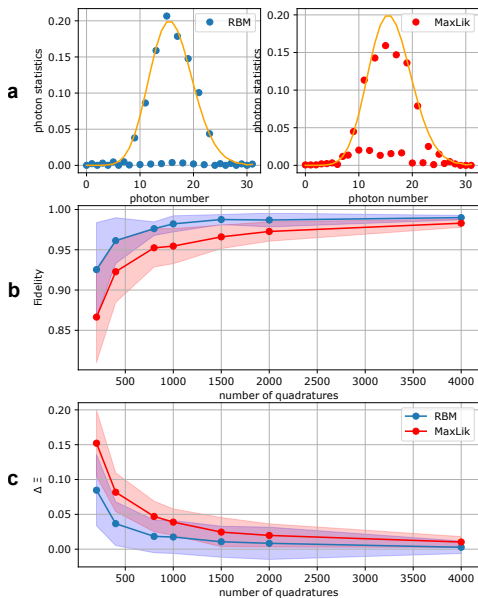 a
photon statistics
0.20
0.15
0.10
0.05
0.00
RBM
0 10 20 30
photon number
photon statistics
0.20
0.15
0.10
0.05
0.00
MaxLik
0 10 20 30
photon number
b
Fidelity
1.00
0.95
0.90
0.85
500 1000 1500 2000 2500 3000 3500 4000
number of quadratures
c
Δ Ξ
0.20
0.15
0.10
0.05
0.00
RBM
MaxLik
500 1000 1500 2000 2500 3000 3500 4000
number of quadratures